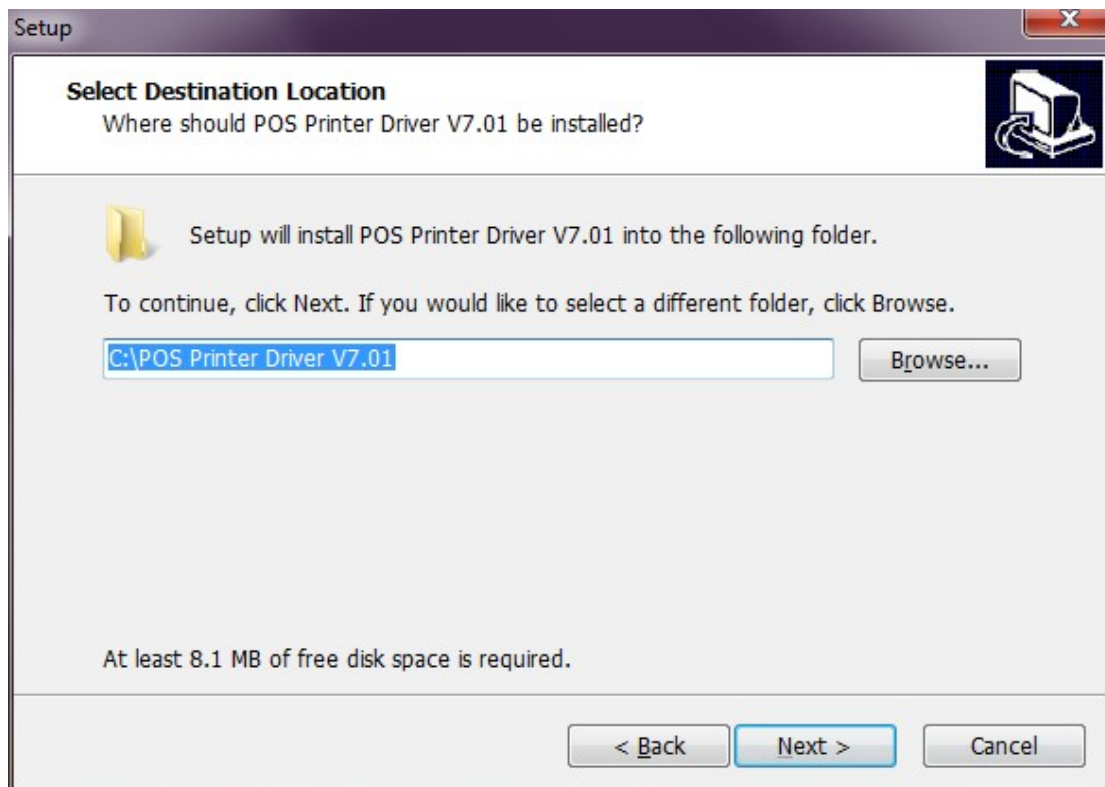 Setup
Select Destination Location
Where should POS Printer Driver V7.01 be installed?
Setup will install POS Printer Driver V7.01 into the following folder.
To continue, click Next. If you would like to select a different folder, click Browse.
C:\POS Printer Driver V7.01
Browse...
At least 8.1 MB of free disk space is required.
< Back
Next >
Cancel